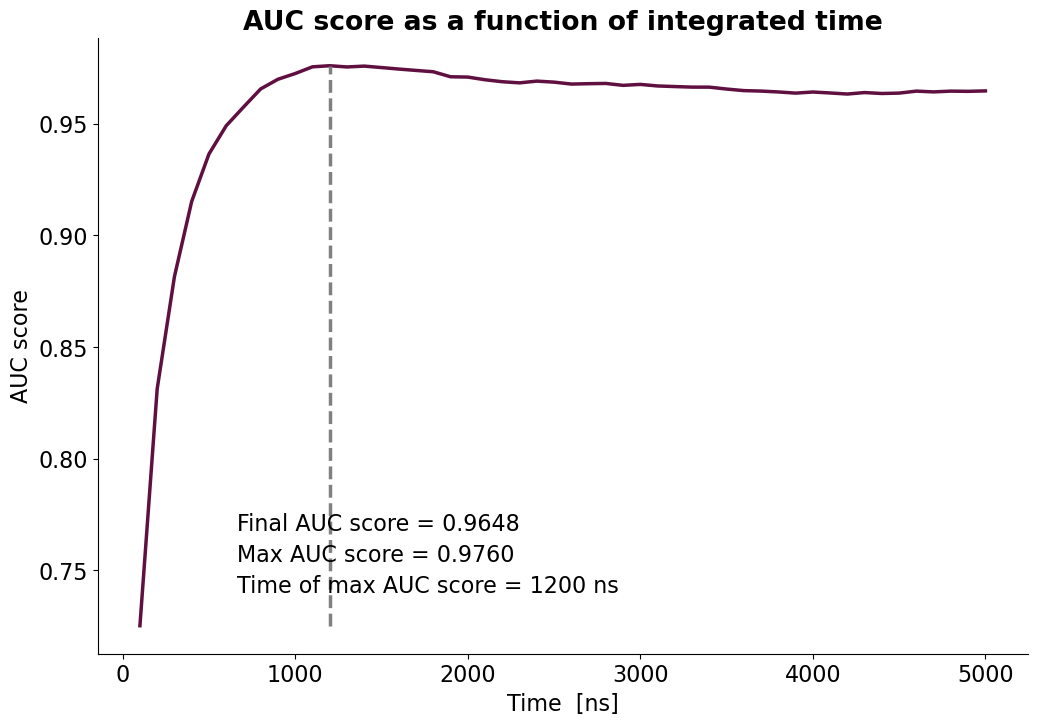 AUC score as a function of integrated time
AUC score
0.95
0.90
0.85
0.80
0.75
Final AUC score = 0.9648
Max AUC score = 0.9760
Time of max AUC score = 1200 ns
0 1000 2000 3000 4000 5000
Time [ns]